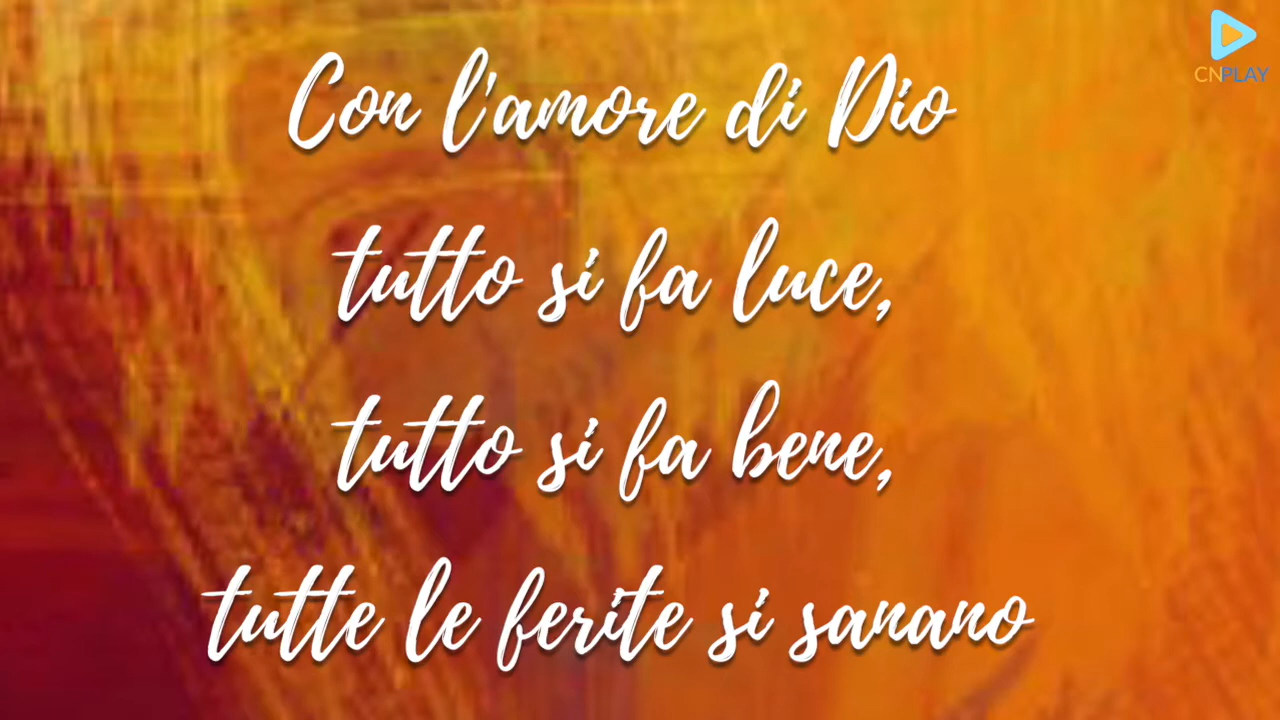 CNPLAY
Con l'amore di Dio
tutto si fa luce,
tutto si fa bene,
tutte le ferite si sanano